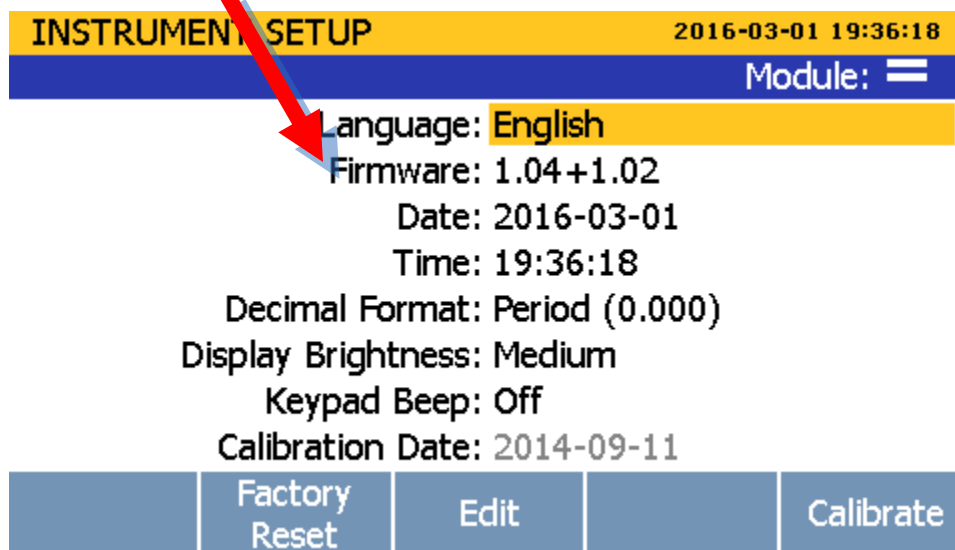 INSTRUMENT SETUP 2016-03-01 19:36:18
Module:
Language: English
Firmware: 1.04+1.02
Date: 2016-03-01
Time: 19:36:18
Decimal Format: Period (0.000)
Display Brightness: Medium
Keypad Beep: Off
Calibration Date: 2014-09-11
Factory Reset Edit Calibrate